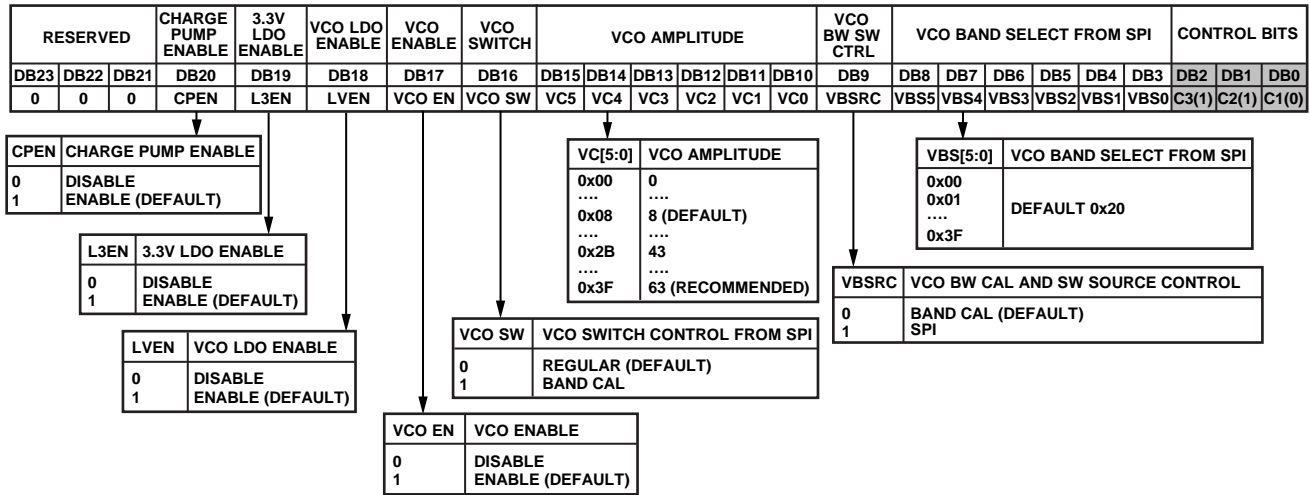 RESERVED
CHARGE PUMP ENABLE
3.3V LDO ENABLE
VCO LDO ENABLE
VCO ENABLE
VCO SWITCH
VCO AMPLITUDE
VCO BW SW CTRL
VCO BAND SELECT FROM SPI
CONTROL BITS
DB23 DB22 DB21 DB20 DB19 DB18 DB17 DB16 DB15 DB14 DB13 DB12 DB11 DB10 DB9 DB8 DB7 DB6 DB5 DB4 DB3 DB2 DB1 DB0
0 0 0 CPEN L3EN LVEN VCO EN VCO SW VC5 VC4 VC3 VC2 VC1 VC0 VBSRC VBS5 VBS4 VBS3 VBS2 VBS1 VBS0 C3(1) C2(1) C1(0)
CPEN CHARGE PUMP ENABLE
0 DISABLE
1 ENABLE (DEFAULT)
L3EN 3.3V LDO ENABLE
0 DISABLE
1 ENABLE (DEFAULT)
LVEN VCO LDO ENABLE
0 DISABLE
1 ENABLE (DEFAULT)
VCO EN VCO ENABLE
0 DISABLE
1 ENABLE (DEFAULT)
VCO SW VCO SWITCH CONTROL FROM SPI
0 REGULAR (DEFAULT)
1 BAND CAL
VC[5:0] VCO AMPLITUDE
0x00 0
.... ....
0x08 8 (DEFAULT)
.... ....
0x2B 43
.... ....
0x3F 63 (RECOMMENDED)
VBSRC VCO BW CAL AND SW SOURCE CONTROL
0 BAND CAL (DEFAULT)
1 SPI
VBS[5:0] VCO BAND SELECT FROM SPI
0x00
0x01
DEFAULT 0x20
....
0x3F